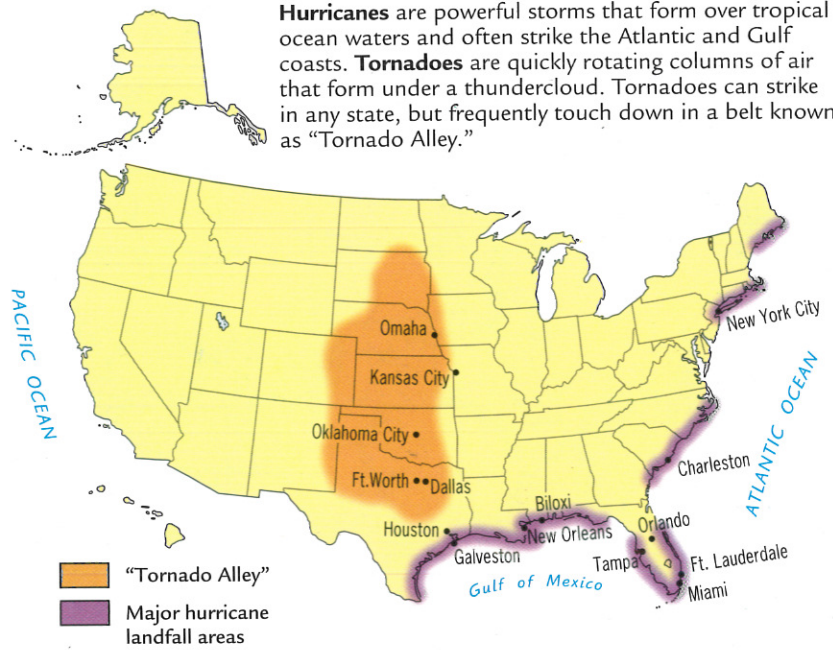 Hurricanes are powerful storms that form over tropical
ocean waters and often strike the Atlantic and Gulf
coasts. Tornadoes are quickly rotating columns of air
that form under a thundercloud. Tornadoes can strike
in any state, but frequently touch down in a belt known
as “Tornado Alley.”
PACIFIC OCEAN
Omaha
New York City
Kansas City
ATLANTIC OCEAN
Oklahoma City
Charleston
Ft. Worth
Dallas
Biloxi
Orlando
Houston
New Orleans
Galveston
Tampa
Ft. Lauderdale
Gulf of Mexico
Miami
“Tornado Alley”
Major hurricane
landfall areas